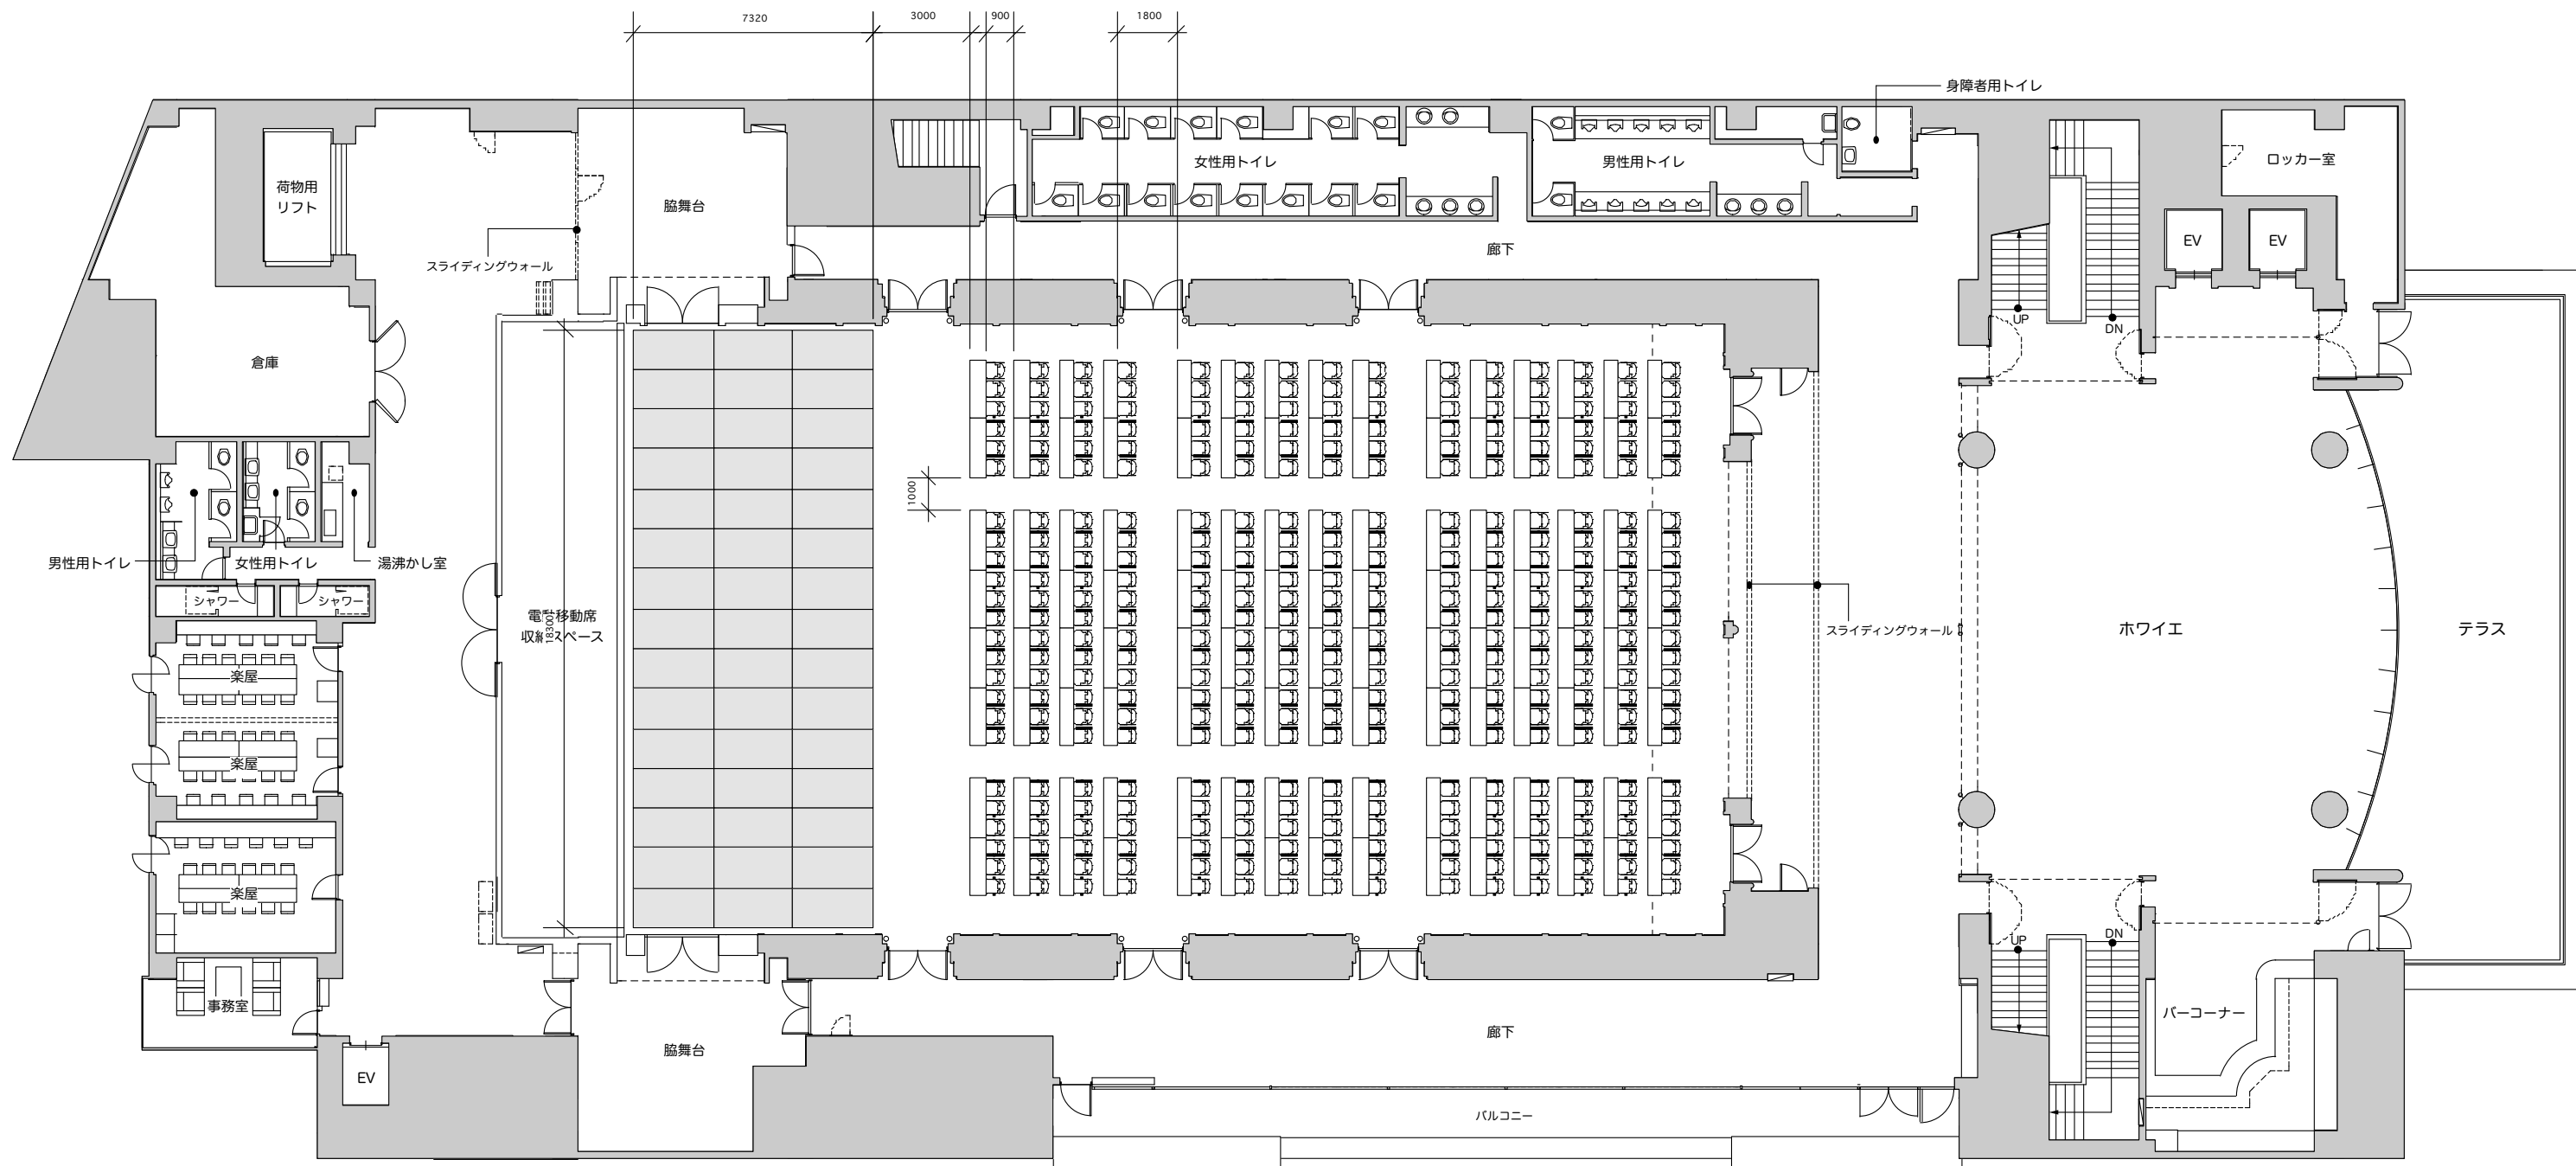 7320
3000
900
1800
身障者用トイレ
女性用トイレ
男性用トイレ
ロッカー室
荷物用
リフト
脇舞台
EV
EV
廊下
スライディングウォール
UP
DN
倉庫
1000
男性用トイレ
女性用トイレ
湯沸かし室
シャワー
シャワー
電動移動席
収納スペース
18300
スライディングウォール
ホワイエ
テラス
楽屋
楽屋
楽屋
UP
DN
事務室
バーコーナー
廊下
脇舞台
EV
バルコニー